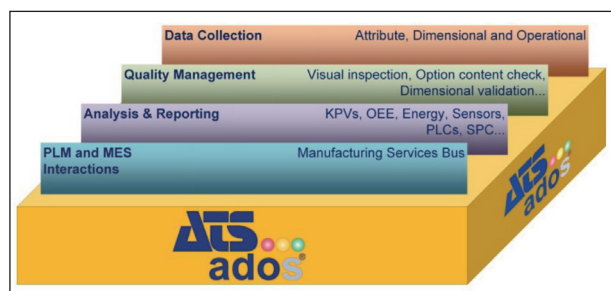 Data Collection Attribute, Dimensional and Operational
Quality Management Visual inspection, Option content check,
Dimensional validation...
Analysis & Reporting KPVs, OEE, Energy, Sensors,
PLCs, SPC...
PLM and MES Manufacturing Services Bus
Interactions
ATS
ados®
ATS
ados